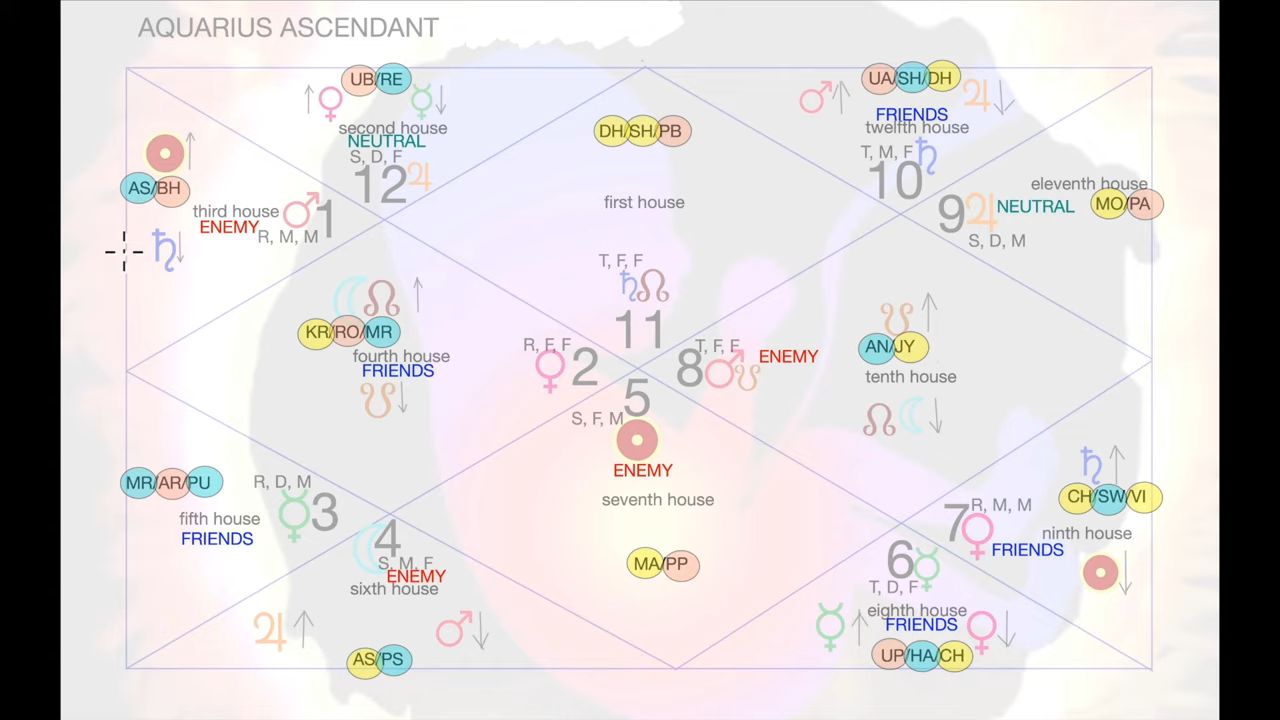 AQUARIUS ASCENDANT
UB/RE
second house
NEUTRAL
S, D, F
12
DH/SH/PB
first house
UA/SH/DH
FRIENDS
twelfth house
T, M, F
10
AS/BH
third house
ENEMY
1
R, M, M
eleventh house
9
NEUTRAL
MO/PA
S, D, M
T, F, F
11
KR/RO/MR
fourth house
FRIENDS
R, F, F
2
T, F, F
8
ENEMY
AN/JY
tenth house
5
S, F, M
ENEMY
seventh house
MA/PP
MR/AR/PU
R, D, M
3
fifth house
FRIENDS
4
S, M, F
ENEMY
sixth house
AS/PS
CH/SW/VI
7
R, M, M
ninth house
FRIENDS
6
T, D, F
eighth house
FRIENDS
UP/HA/CH